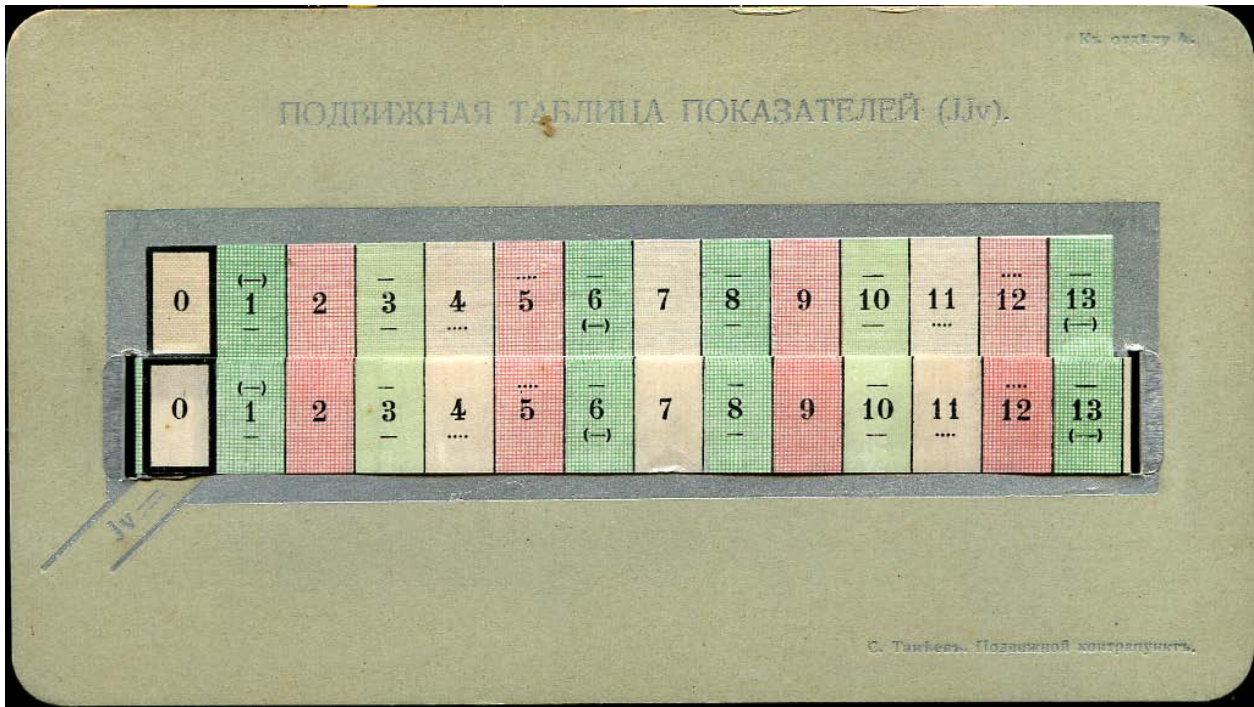 Къ отдѣлу А.
ПОДВИЖНАЯ ТАБЛИЦА ПОКАЗАТЕЛЕЙ (JJv).
0 1 2 3 4 5 6 7 8 9 10 11 12 13
0 1 2 3 4 5 6 7 8 9 10 11 12 13
Jv =
С. Танѣевъ. Подвижной контрапунктъ.